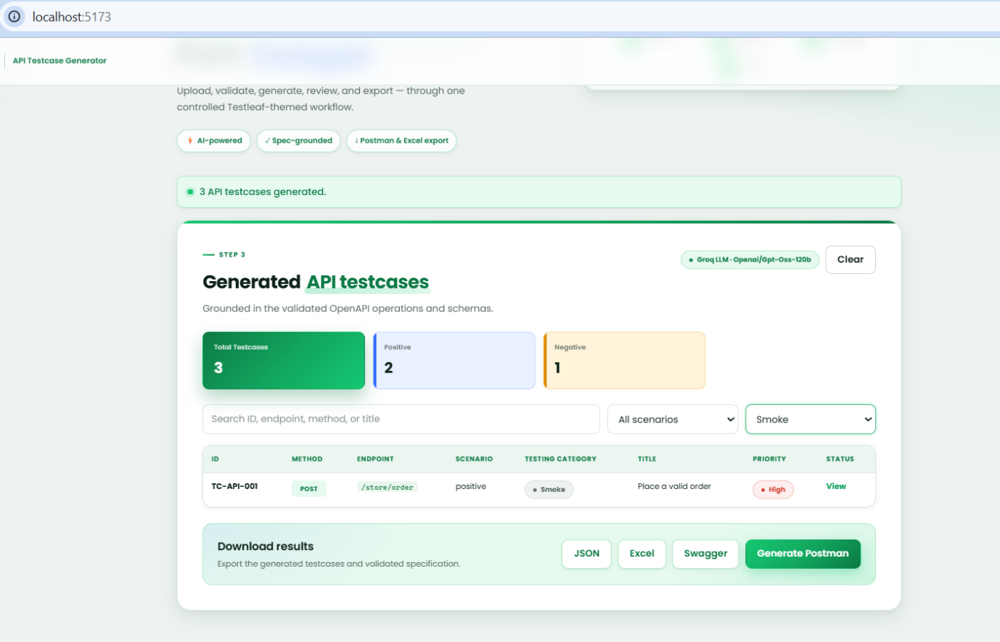 localhost:5173
API Testcase Generator
Upload, validate, generate, review, and export — through one
controlled Testleaf-themed workflow.
AI-powered
✓ Spec-grounded
↓ Postman & Excel export
3 API testcases generated.
STEP 3
Groq LLM · Openai/Gpt-Oss-120b
Clear
Generated API testcases
Grounded in the validated OpenAPI operations and schemas.
Total Testcases
3
Positive
2
Negative
1
Search ID, endpoint, method, or title
All scenarios
Smoke
ID METHOD ENDPOINT SCENARIO TESTING CATEGORY TITLE PRIORITY STATUS
TC-API-001 POST /store/order positive Smoke Place a valid order High View
Download results
Export the generated testcases and validated specification.
JSON
Excel
Swagger
Generate Postman